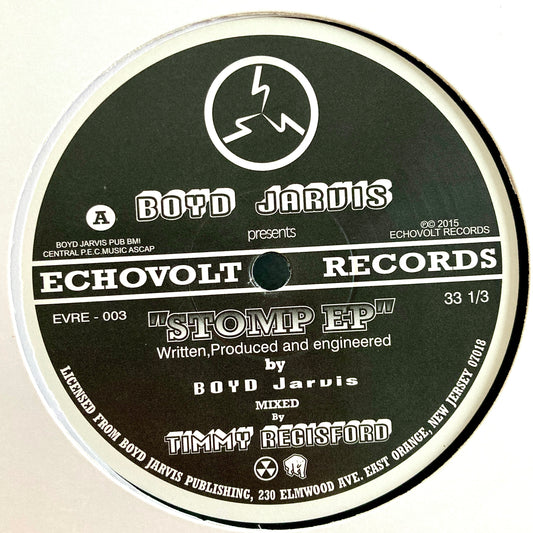 A
BOYD JARVIS
presents
BOYD JARVIS PUB BMI
CENTRAL P.E.C.MUSIC ASCAP
℗© 2015
ECHOVOLT RECORDS
ECHOVOLT RECORDS
EVRE - 003
33 1/3
"STOMP EP"
Written,Produced and engineered
by
BOYD Jarvis
MIXED
By
TIMMY REGISFORD
LICENSED FROM BOYD JARVIS PUBLISHING, 230 ELMWOOD AVE. EAST ORANGE, NEW JERSEY 07018